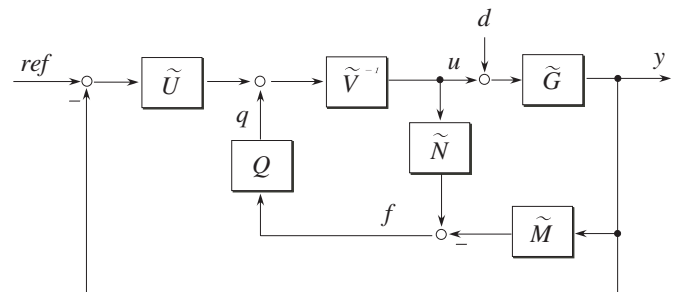 d
ref Ũ Ṽ⁻¹ u G̃ y
−
q
Q Ñ
f M̃
−